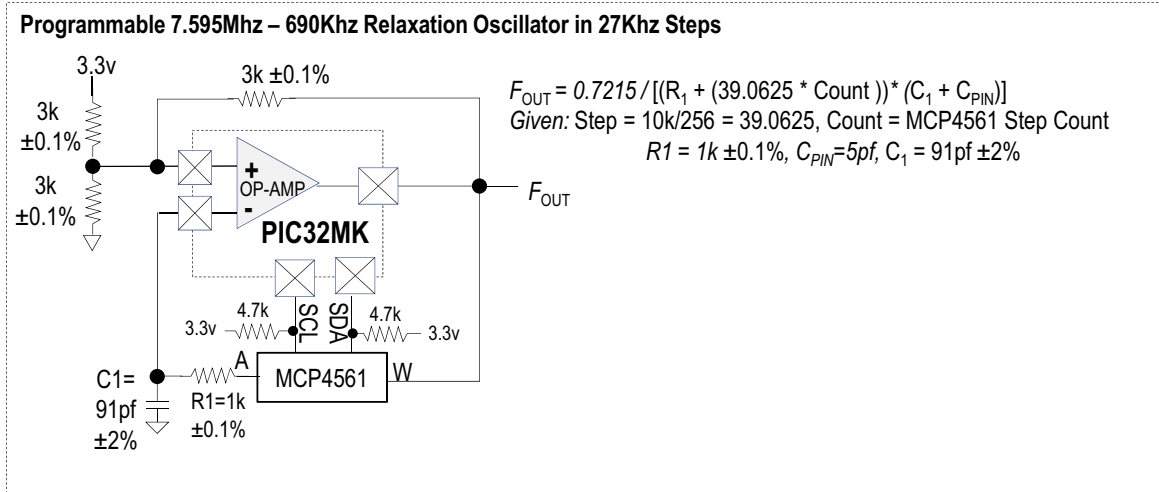 Programmable 7.595Mhz – 690Khz Relaxation Oscillator in 27Khz Steps
3.3v
3k ±0.1%
3k
±0.1%
3k
±0.1%
+
OP-AMP
-
PIC32MK
F_OUT
F_OUT = 0.7215 / [(R_1 + (39.0625 * Count ))* (C_1 + C_PIN)]
Given: Step = 10k/256 = 39.0625, Count = MCP4561 Step Count
R1 = 1k ±0.1%, C_PIN=5pf, C_1 = 91pf ±2%
SCL
SDA
4.7k
3.3v
4.7k
3.3v
A
MCP4561
W
C1=
91pf
±2%
R1=1k
±0.1%